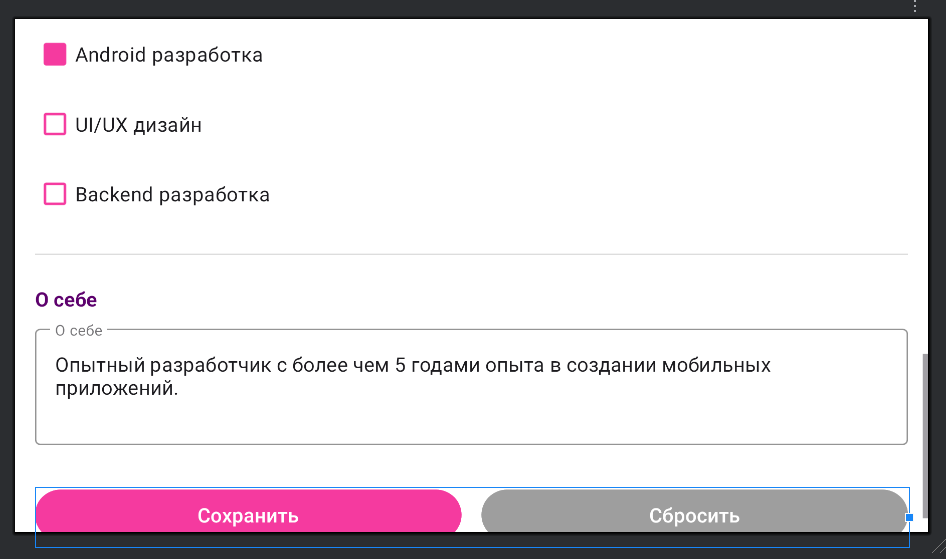 Android разработка
UI/UX дизайн
Backend разработка
О себе
О себе
Опытный разработчик с более чем 5 годами опыта в создании мобильных
приложений.
Сохранить
Сбросить